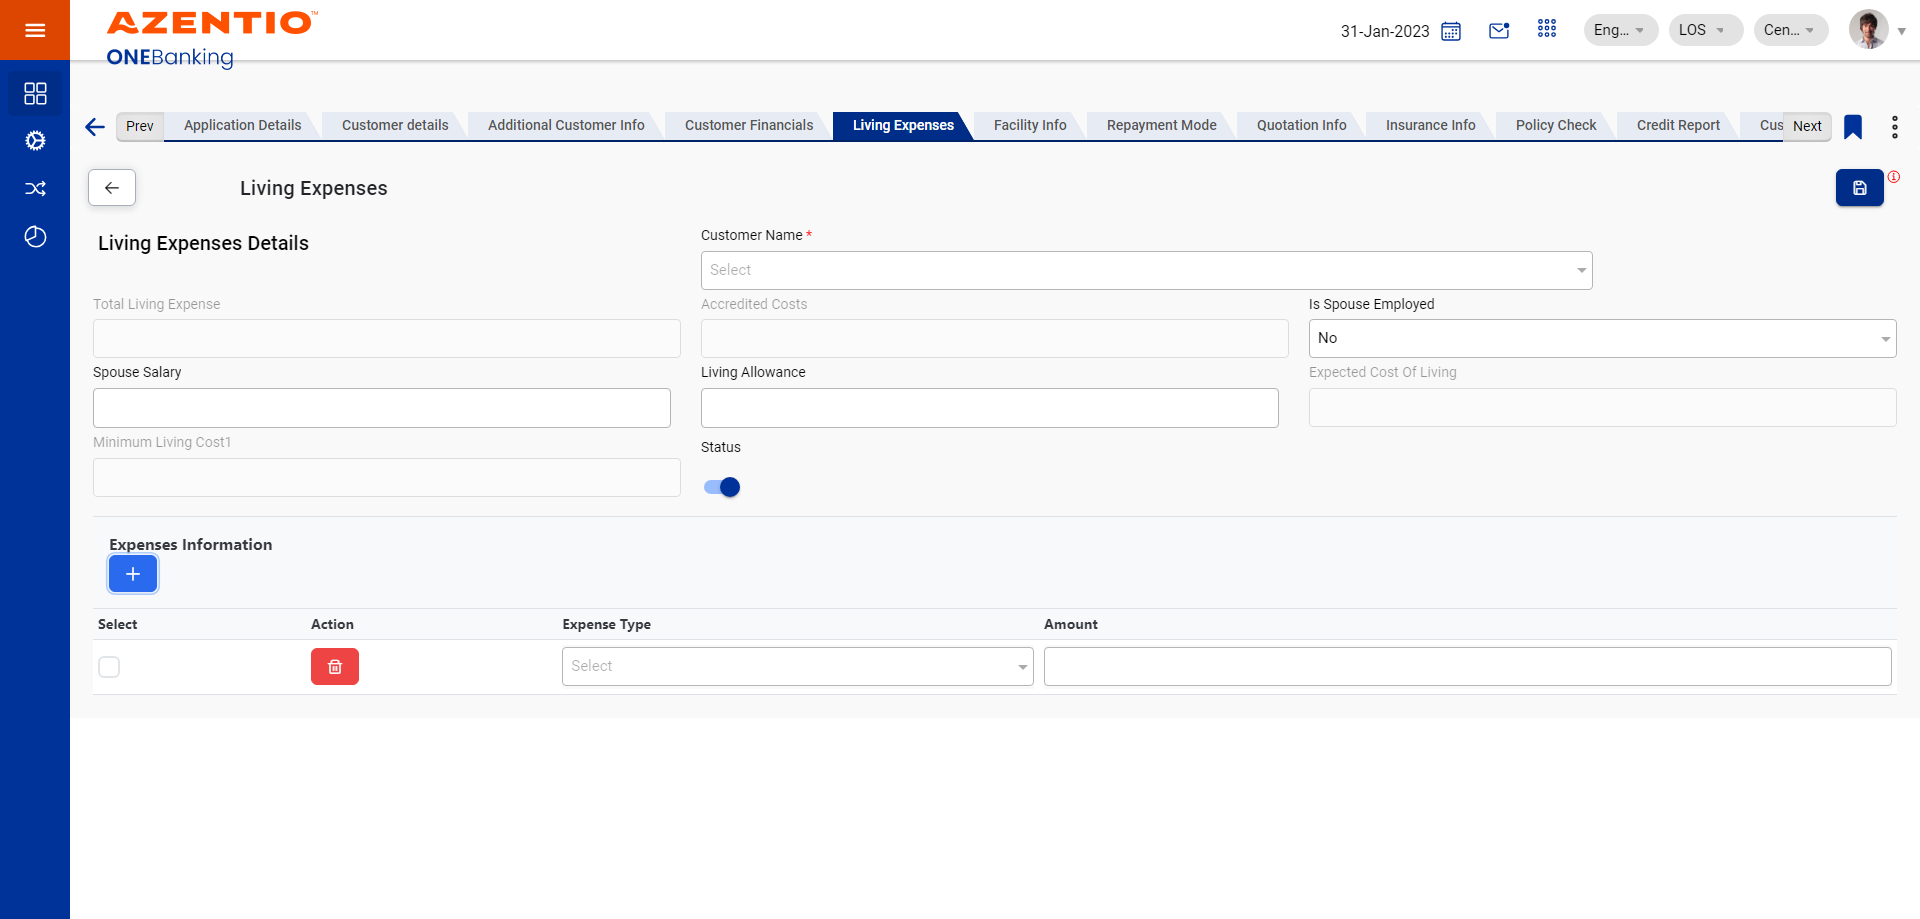 AZENTIO™
ONEBanking
31-Jan-2023
Eng...
LOS
Cen...
Prev
Application Details
Customer details
Additional Customer Info
Customer Financials
Living Expenses
Facility Info
Repayment Mode
Quotation Info
Insurance Info
Policy Check
Credit Report
Cus
Next
Living Expenses
Living Expenses Details
Customer Name *
Select
Total Living Expense
Accredited Costs
Is Spouse Employed
No
Spouse Salary
Living Allowance
Expected Cost Of Living
Minimum Living Cost1
Status
Expenses Information
Select
Action
Expense Type
Amount
Select